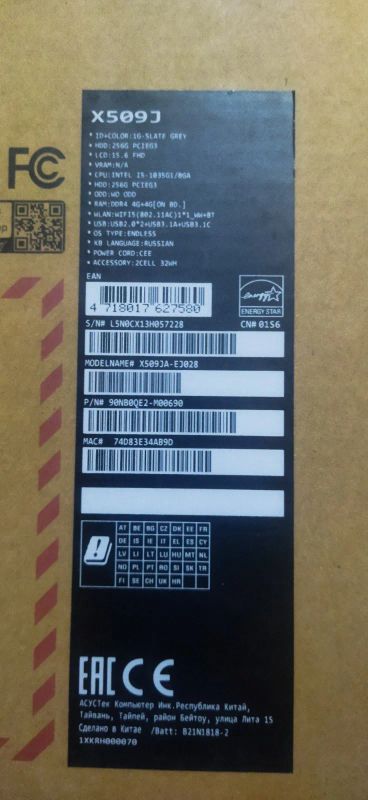 X509J
* ID+COLOR:1G-SLATE GREY
* HDD:256G PCIEG3
* LCD:15.6 FHD
* VRAM:N/A
* CPU:INTEL I5-1035G1/BGA
* HDD:256G PCIEG3
* ODD:WO ODD
* RAM:DDR4 4G+4G[ON BD.]
* WLAN:WIFI5(802.11AC)1*1_WW+BT
* USB:USB2.0*2+USB3.1A+USB3.1C
* OS TYPE:ENDLESS
* KB LANGUAGE:RUSSIAN
* POWER CORD:CEE
* ACCESSORY:2CELL 32WH
FC
EAN
4 718017 627580
energy
ENERGY STAR
S/N# L5N0CX13H057228 CN# 01S6
MODELNAME# X509JA-EJ028
P/N# 90NB0QE2-M00690
MAC# 74D83E34AB9D
AT BE BG CZ DK EE FR
DE IS IE IT EL ES CY
LV LI LT LU HU MT NL
NO PL PT RO SI SK TR
FI SE CH UK HR
EAC CE
АСУСТек Компьютер Инк.Республика Китай,
Тайвань, Тайпей, район Бейтоу, улица Лита 15
Сделано в Китае /Batt: B21N1818-2
1XKRH000070